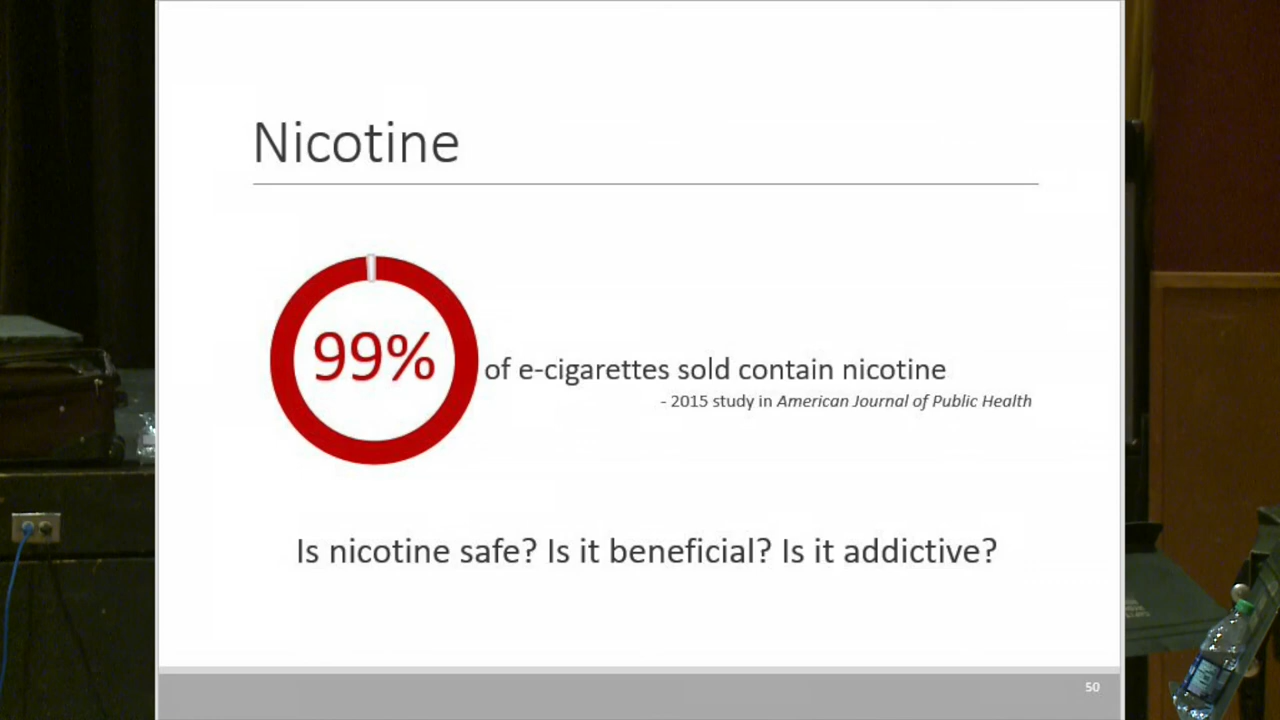 Nicotine
99%
of e-cigarettes sold contain nicotine
- 2015 study in American Journal of Public Health
Is nicotine safe? Is it beneficial? Is it addictive?
50